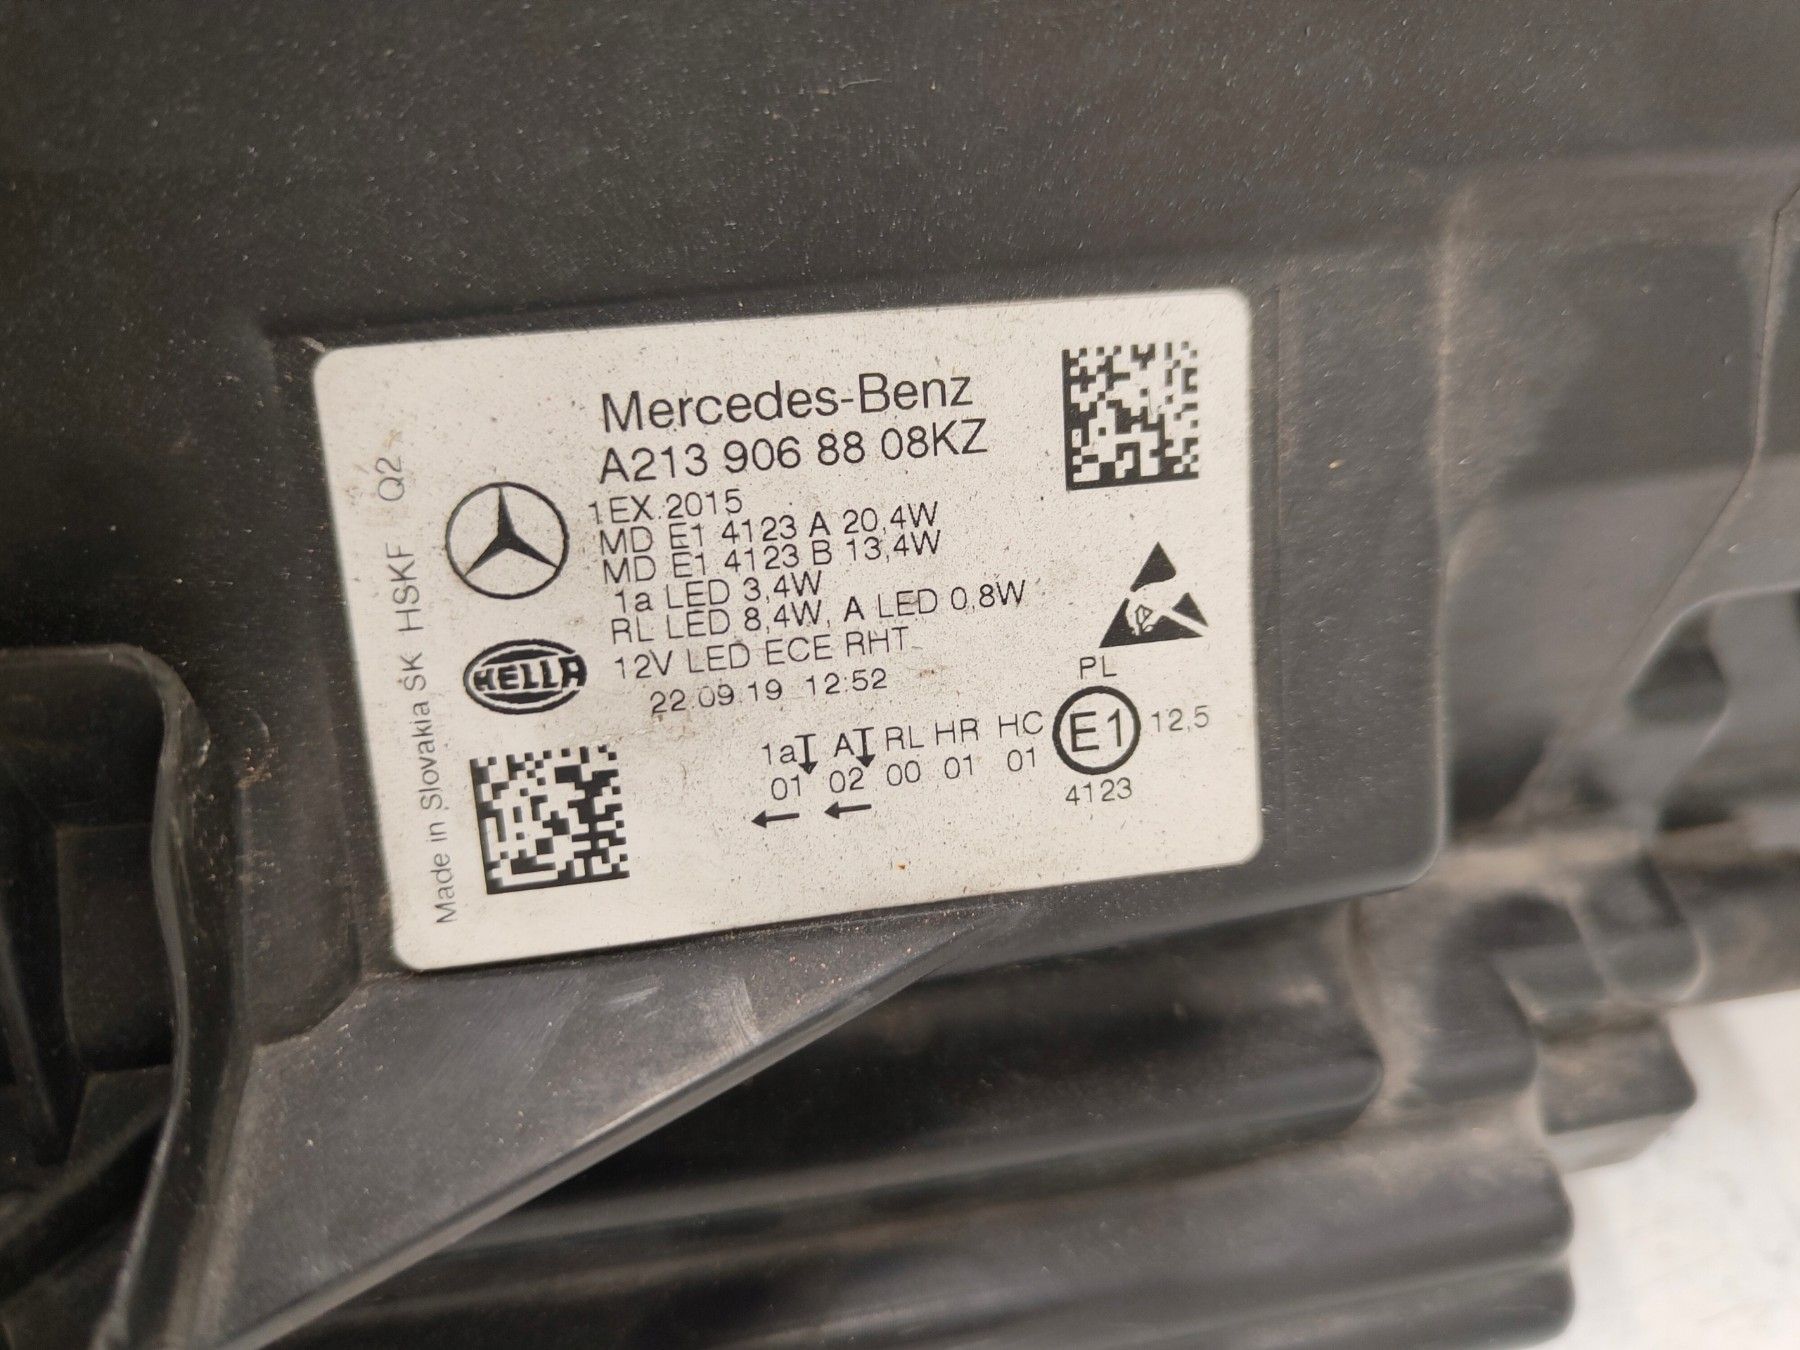 Mercedes-Benz
A213 906 88 08KZ
1EX.2015
MD E1 4123 A 20,4W
MD E1 4123 B 13,4W
1a LED 3,4W
RL LED 8,4W, A LED 0,8W
12V LED ECE RHT
22.09.19 12:52
HELLA
PL
1a A RL HR HC E1 12,5
01 02 00 01 01
4123
Made in Slovakia SK HSKF Q2